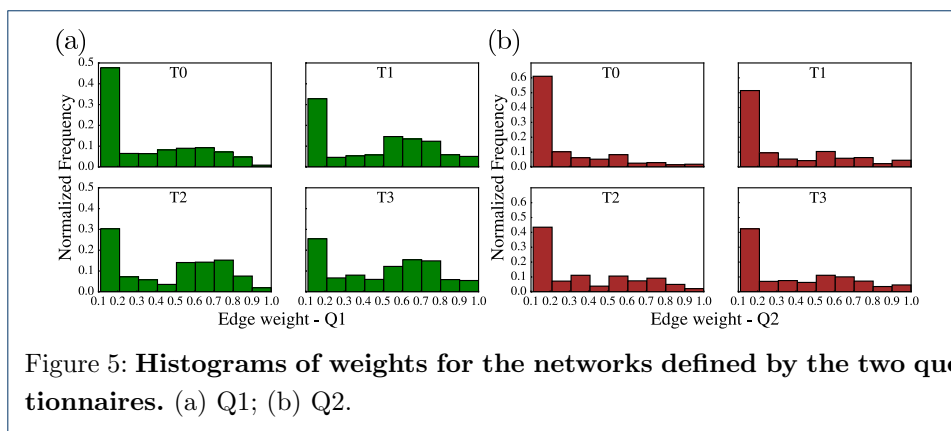 (a)
(b)
T0
T1
T0
T1
0.5
0.4
0.3
0.2
0.1
0.0
0.6
0.5
0.4
0.3
0.2
0.1
0.0
Normalized Frequency
Normalized Frequency
T2
T3
T2
T3
0.5
0.4
0.3
0.2
0.1
0.0
0.6
0.5
0.4
0.3
0.2
0.1
0.0
0.1 0.2 0.3 0.4 0.5 0.6 0.7 0.8 0.9 1.0
0.1 0.2 0.3 0.4 0.5 0.6 0.7 0.8 0.9 1.0
0.1 0.2 0.3 0.4 0.5 0.6 0.7 0.8 0.9 1.0
0.1 0.2 0.3 0.4 0.5 0.6 0.7 0.8 0.9 1.0
Edge weight - Q1
Edge weight - Q2
Figure 5: Histograms of weights for the networks defined by the two que
tionnaires. (a) Q1; (b) Q2.